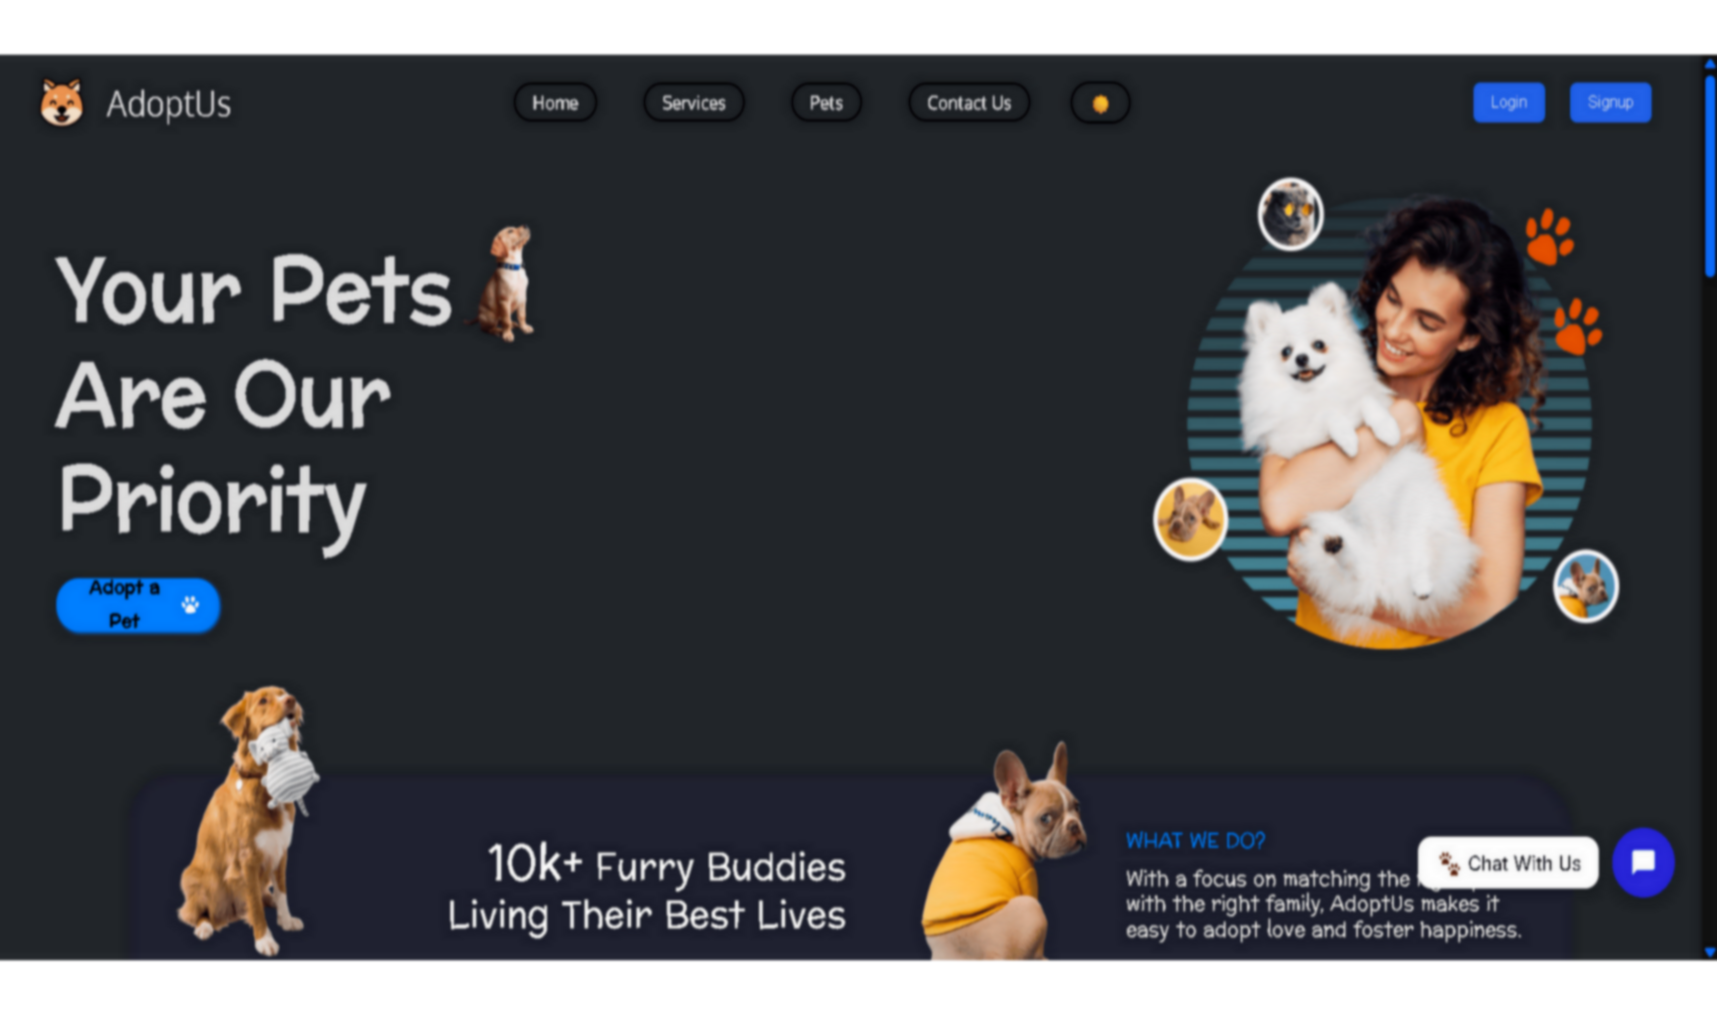 AdoptUs
Home
Services
Pets
Contact Us
Login
Signup
Your Pets
Are Our
Priority
Adopt a
Pet
10k+ Furry Buddies
Living Their Best Lives
WHAT WE DO?
With a focus on matching the
with the right family, AdoptUs makes it
easy to adopt love and foster happiness.
Chat With Us